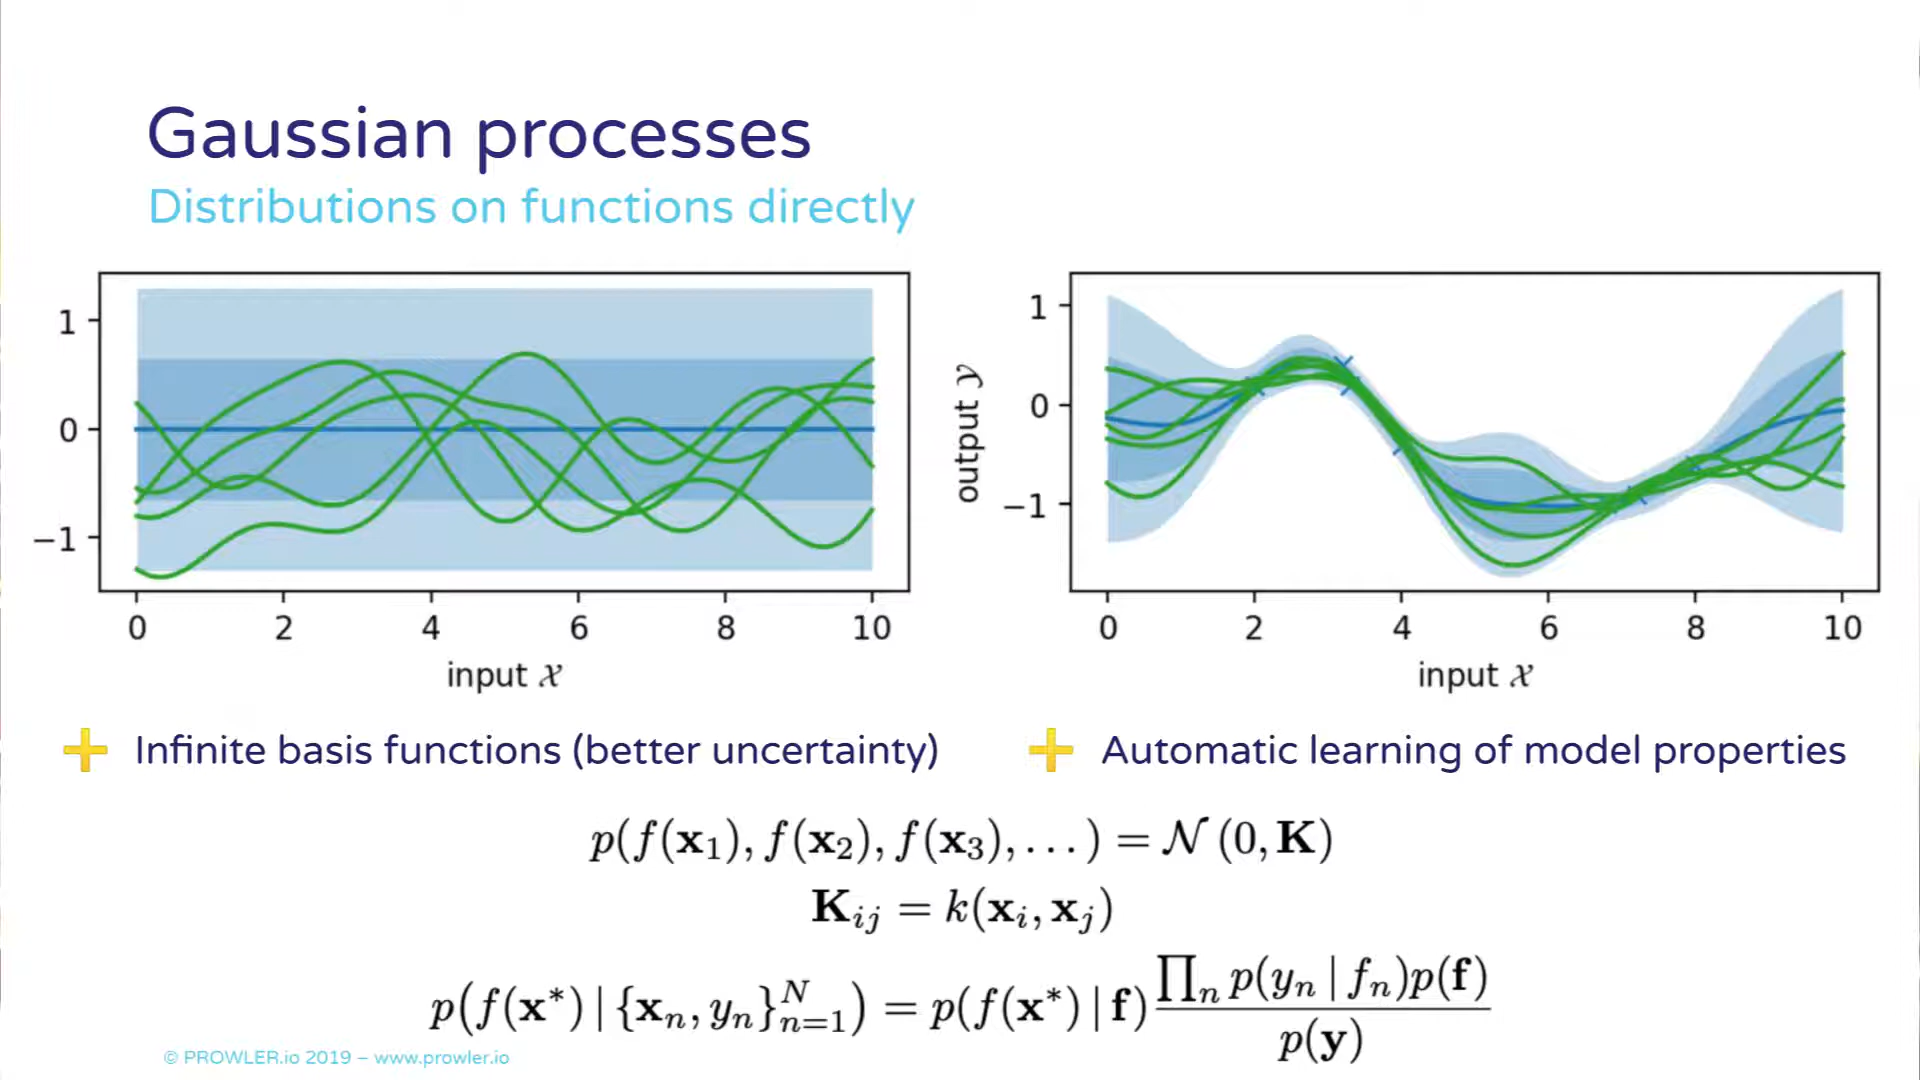 Gaussian processes
Distributions on functions directly
1
0
−1
0 2 4 6 8 10
input 𝒳
output 𝒴
1
0
−1
0 2 4 6 8 10
input 𝒳
Infinite basis functions (better uncertainty)
Automatic learning of model properties
p(f(𝐱₁), f(𝐱₂), f(𝐱₃), . . . ) = 𝒩 (0, 𝐊)
𝐊ᵢⱼ = k(𝐱ᵢ, 𝐱ⱼ)
p(f(𝐱*) | {𝐱ₙ, yₙ}ₙ₌₁ᴺ) = p(f(𝐱*) | 𝐟) ∏ₙ p(yₙ | fₙ)p(𝐟) / p(𝐲)
© PROWLER.io 2019 – www.prowler.io